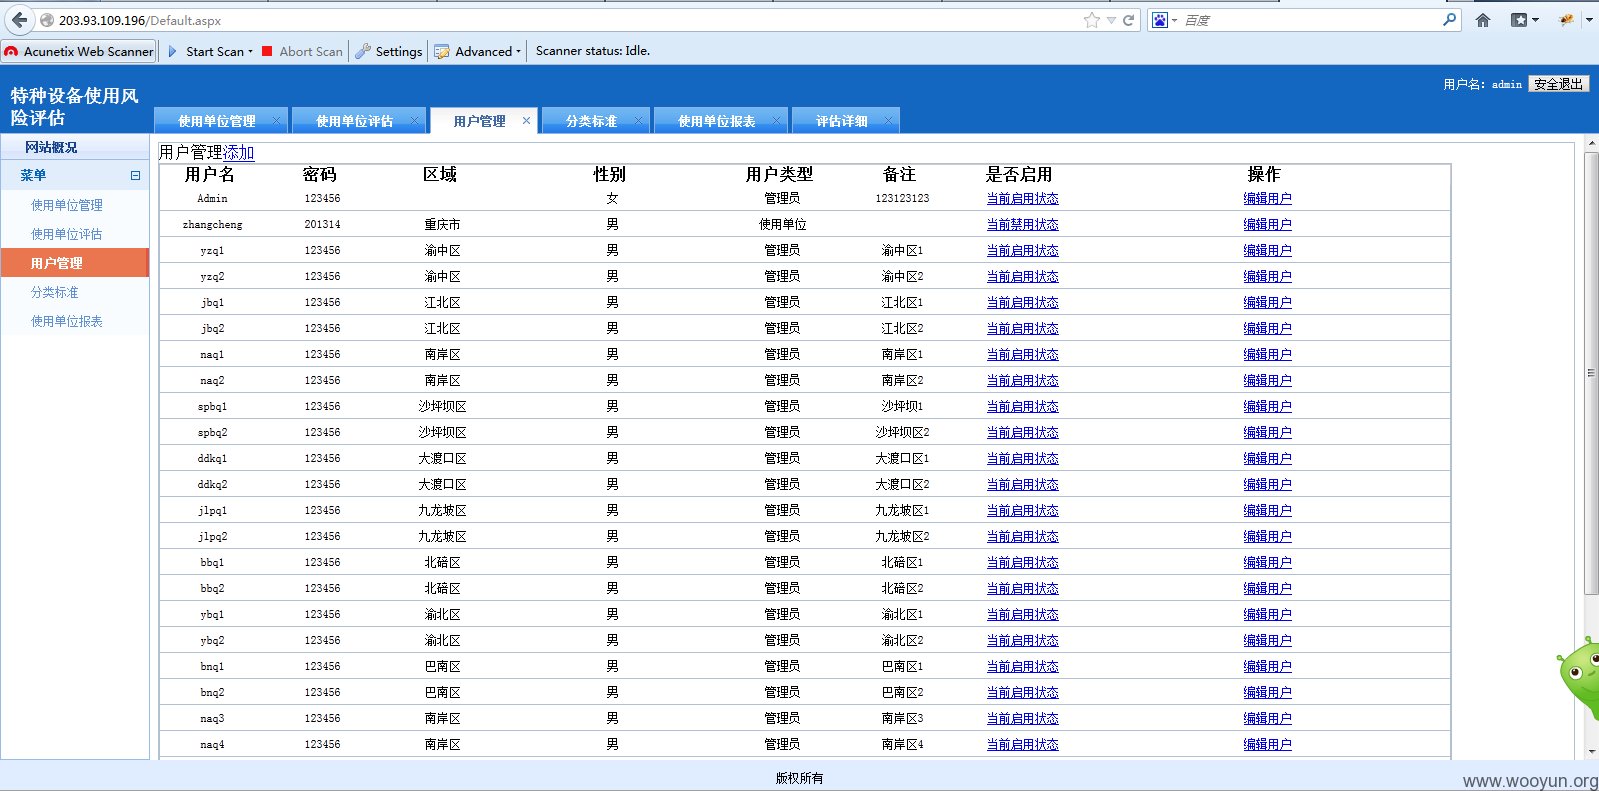 203.93.109.196/Default.aspx
百度
Acunetix Web Scanner Start Scan Abort Scan Settings Advanced Scanner status: Idle.
用户名: admin 安全退出
特种设备使用风
险评估
使用单位管理 使用单位评估 用户管理 分类标准 使用单位报表 评估详细
网站概况
菜单
使用单位管理
使用单位评估
用户管理
分类标准
使用单位报表
用户管理添加
用户名 密码 区域 性别 用户类型 备注 是否启用 操作
Admin 123456 女 管理员 123123123 当前启用状态 编辑用户
zhangcheng 201314 重庆市 男 使用单位 当前禁用状态 编辑用户
yzq1 123456 渝中区 男 管理员 渝中区1 当前启用状态 编辑用户
yzq2 123456 渝中区 男 管理员 渝中区2 当前启用状态 编辑用户
jbq1 123456 江北区 男 管理员 江北区1 当前启用状态 编辑用户
jbq2 123456 江北区 男 管理员 江北区2 当前启用状态 编辑用户
naq1 123456 南岸区 男 管理员 南岸区1 当前启用状态 编辑用户
naq2 123456 南岸区 男 管理员 南岸区2 当前启用状态 编辑用户
spbq1 123456 沙坪坝区 男 管理员 沙坪坝1 当前启用状态 编辑用户
spbq2 123456 沙坪坝区 男 管理员 沙坪坝区2 当前启用状态 编辑用户
ddkq1 123456 大渡口区 男 管理员 大渡口区1 当前启用状态 编辑用户
ddkq2 123456 大渡口区 男 管理员 大渡口区2 当前启用状态 编辑用户
jlpq1 123456 九龙坡区 男 管理员 九龙坡区1 当前启用状态 编辑用户
jlpq2 123456 九龙坡区 男 管理员 九龙坡区2 当前启用状态 编辑用户
bbq1 123456 北碚区 男 管理员 北碚区1 当前启用状态 编辑用户
bbq2 123456 北碚区 男 管理员 北碚区2 当前启用状态 编辑用户
ybq1 123456 渝北区 男 管理员 渝北区1 当前启用状态 编辑用户
ybq2 123456 渝北区 男 管理员 渝北区2 当前启用状态 编辑用户
bnq1 123456 巴南区 男 管理员 巴南区1 当前启用状态 编辑用户
bnq2 123456 巴南区 男 管理员 巴南区2 当前启用状态 编辑用户
naq3 123456 南岸区 男 管理员 南岸区3 当前启用状态 编辑用户
naq4 123456 南岸区 男 管理员 南岸区4 当前启用状态 编辑用户
版权所有
www.wooyun.org